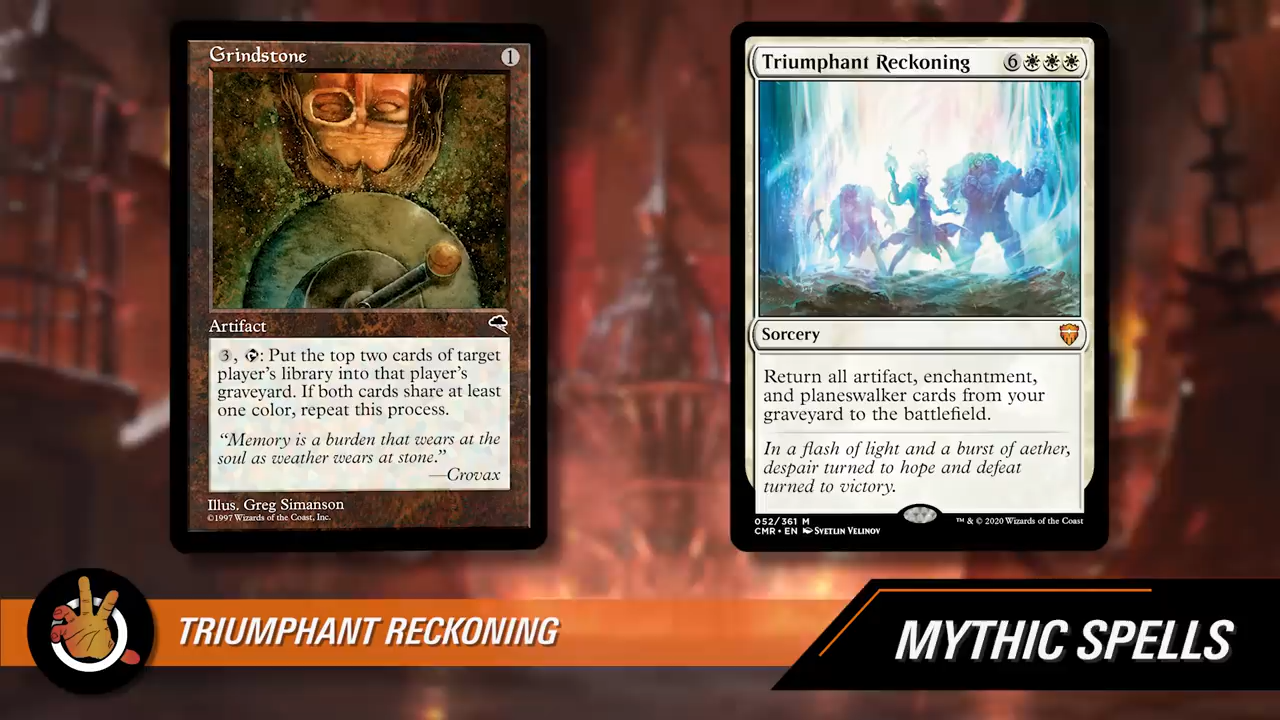 Grindstone
1
Artifact
3, : Put the top two cards of target
player's library into that player's
graveyard. If both cards share at least
one color, repeat this process.
"Memory is a burden that wears at the
soul as weather wears at stone."
—Crovax
Illus. Greg Simanson
©1997 Wizards of the Coast, Inc.
Triumphant Reckoning
6
Sorcery
Return all artifact, enchantment,
and planeswalker cards from your
graveyard to the battlefield.
In a flash of light and a burst of aether,
despair turned to hope and defeat
turned to victory.
052/361 M
CMR • EN Svetlin Velinov
™ & © 2020 Wizards of the Coast
TRIUMPHANT RECKONING
MYTHIC SPELLS